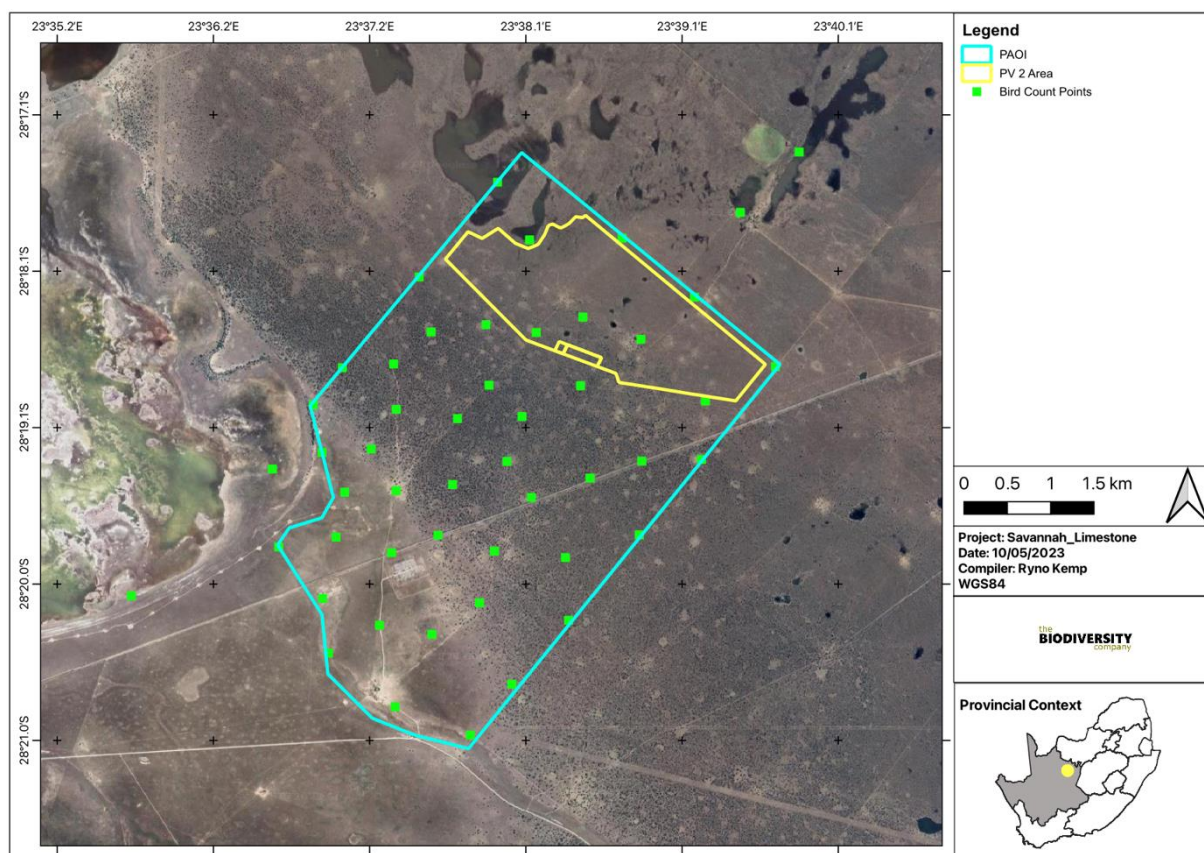 23°35.2'E 23°36.2'E 23°37.2'E 23°38.1'E 23°39.1'E 23°40.1'E
28°17.1'S
28°18.1'S
28°19.1'S
28°20.0'S
28°21.0'S
Legend
PAOI
PV 2 Area
Bird Count Points
0 0.5 1 1.5 km
Project: Savannah_Limestone
Date: 10/05/2023
Compiler: Ryno Kemp
WGS84
the
BIODIVERSITY
company
Provincial Context